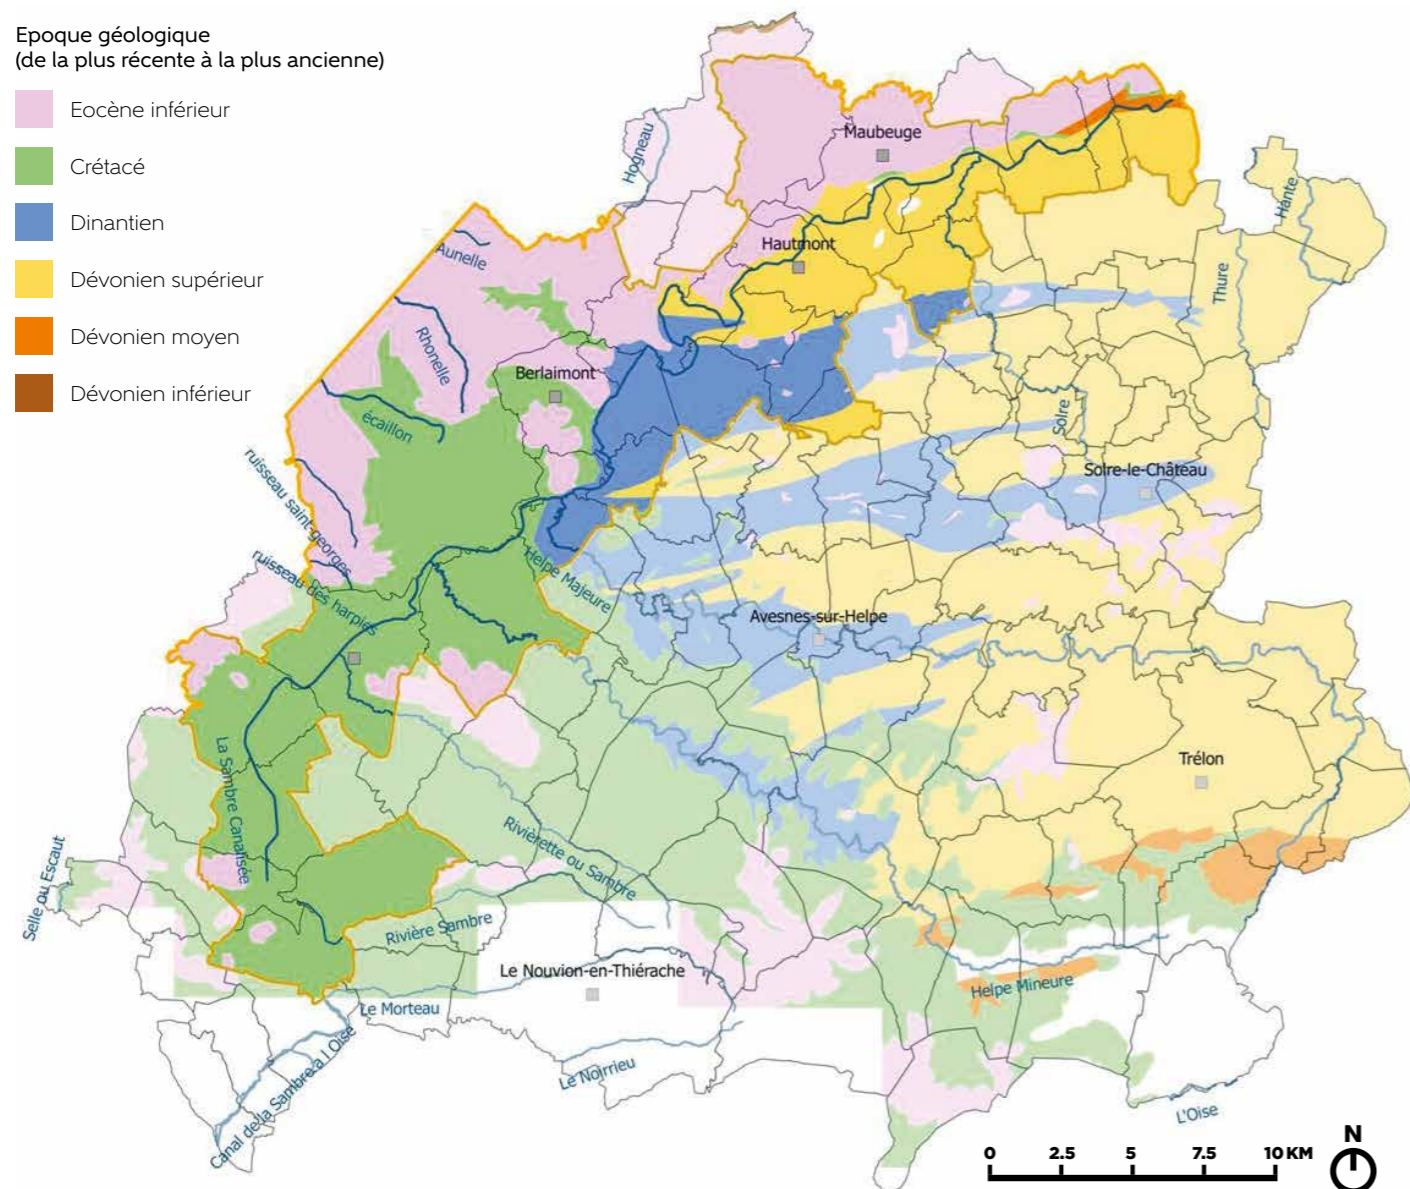 Epoque géologique
(de la plus récente à la plus ancienne)
Eocène inférieur
Crétacé
Dinantien
Dévonien supérieur
Dévonien moyen
Dévonien inférieur
Maubeuge
Hogneau
Hante
Aunelle
Hautmont
Thure
Rhonelle
Berlaimont
écaillon
Solre
Solre-le-Château
ruisseau saint-georges
ruisseau des harpies
Helpe Majeure
Avesnes-sur-Helpe
La Sambre Canalisée
Trélon
Rivièrette ou Sambre
Selle ou Escaut
Rivière Sambre
Le Nouvion-en-Thiérache
Helpe Mineure
Le Morteau
Canal de la Sambre a l Oise
Le Noirrieu
L'Oise
N
0 2.5 5 7.5 10 KM